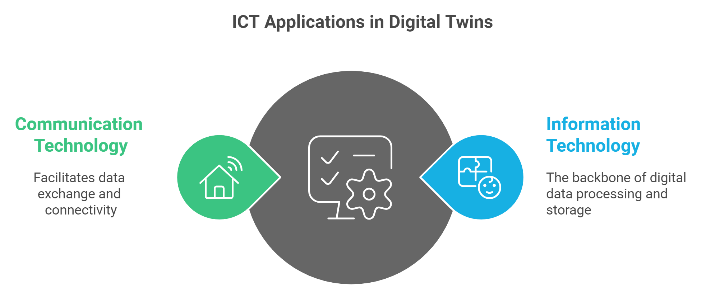 ICT Applications in Digital Twins
Communication
Technology
Facilitates data
exchange and
connectivity
Information
Technology
The backbone of digital
data processing and
storage